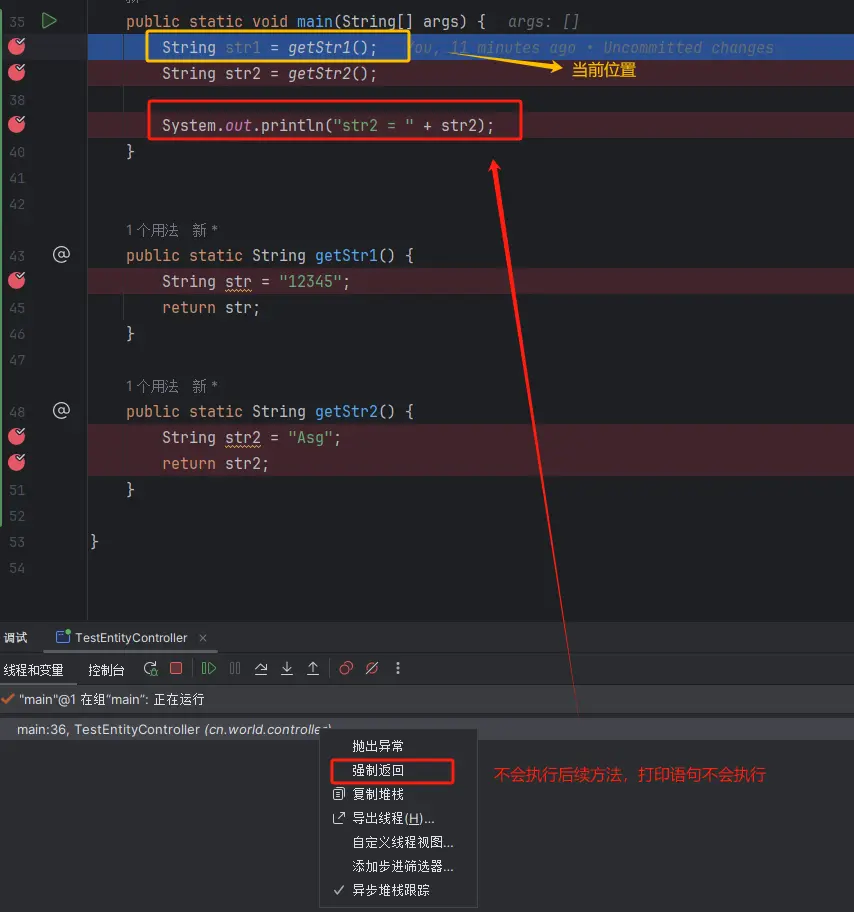 新 *
35 public static void main(String[] args) { args: []
String str1 = getStr1(); You, 11 minutes ago • Uncommitted changes
当前位置
String str2 = getStr2();
38
System.out.println("str2 = " + str2);
40 }
41
42
1个用法 新 *
43 @ public static String getStr1() {
String str = "12345";
45 return str;
46 }
47
1个用法 新 *
48 @ public static String getStr2() {
String str2 = "Asg";
return str2;
51 }
52
53 }
54
调试 TestEntityController ×
线程和变量 控制台
"main"@1 在组"main": 正在运行
main:36, TestEntityController (cn.world.controller)
抛出异常
强制返回
不会执行后续方法，打印语句不会执行
复制堆栈
导出线程(H)...
自定义线程视图...
添加步进筛选器...
异步堆栈跟踪